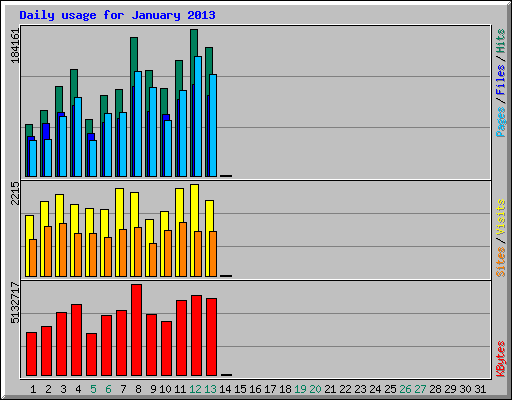 Daily usage for January 2013
184161
Pages / Files / Hits
2215
Sites / Visits
5132717
KBytes
1 2 3 4 5 6 7 8 9 10 11 12 13 14 15 16 17 18 19 20 21 22 23 24 25 26 27 28 29 30 31